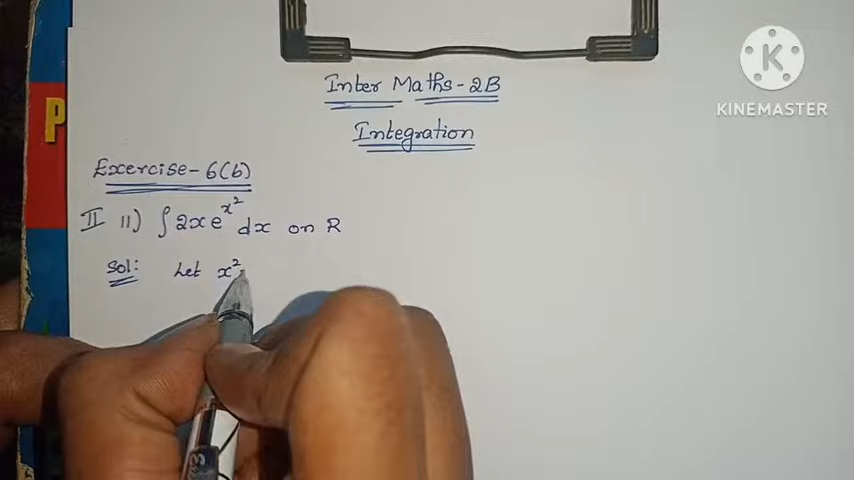 Inter Maths-2B
K
KINEMASTER
P
Integration
Exercise-6(b)
II 11) ∫2xe^x² dx on R
Sol: Let x²